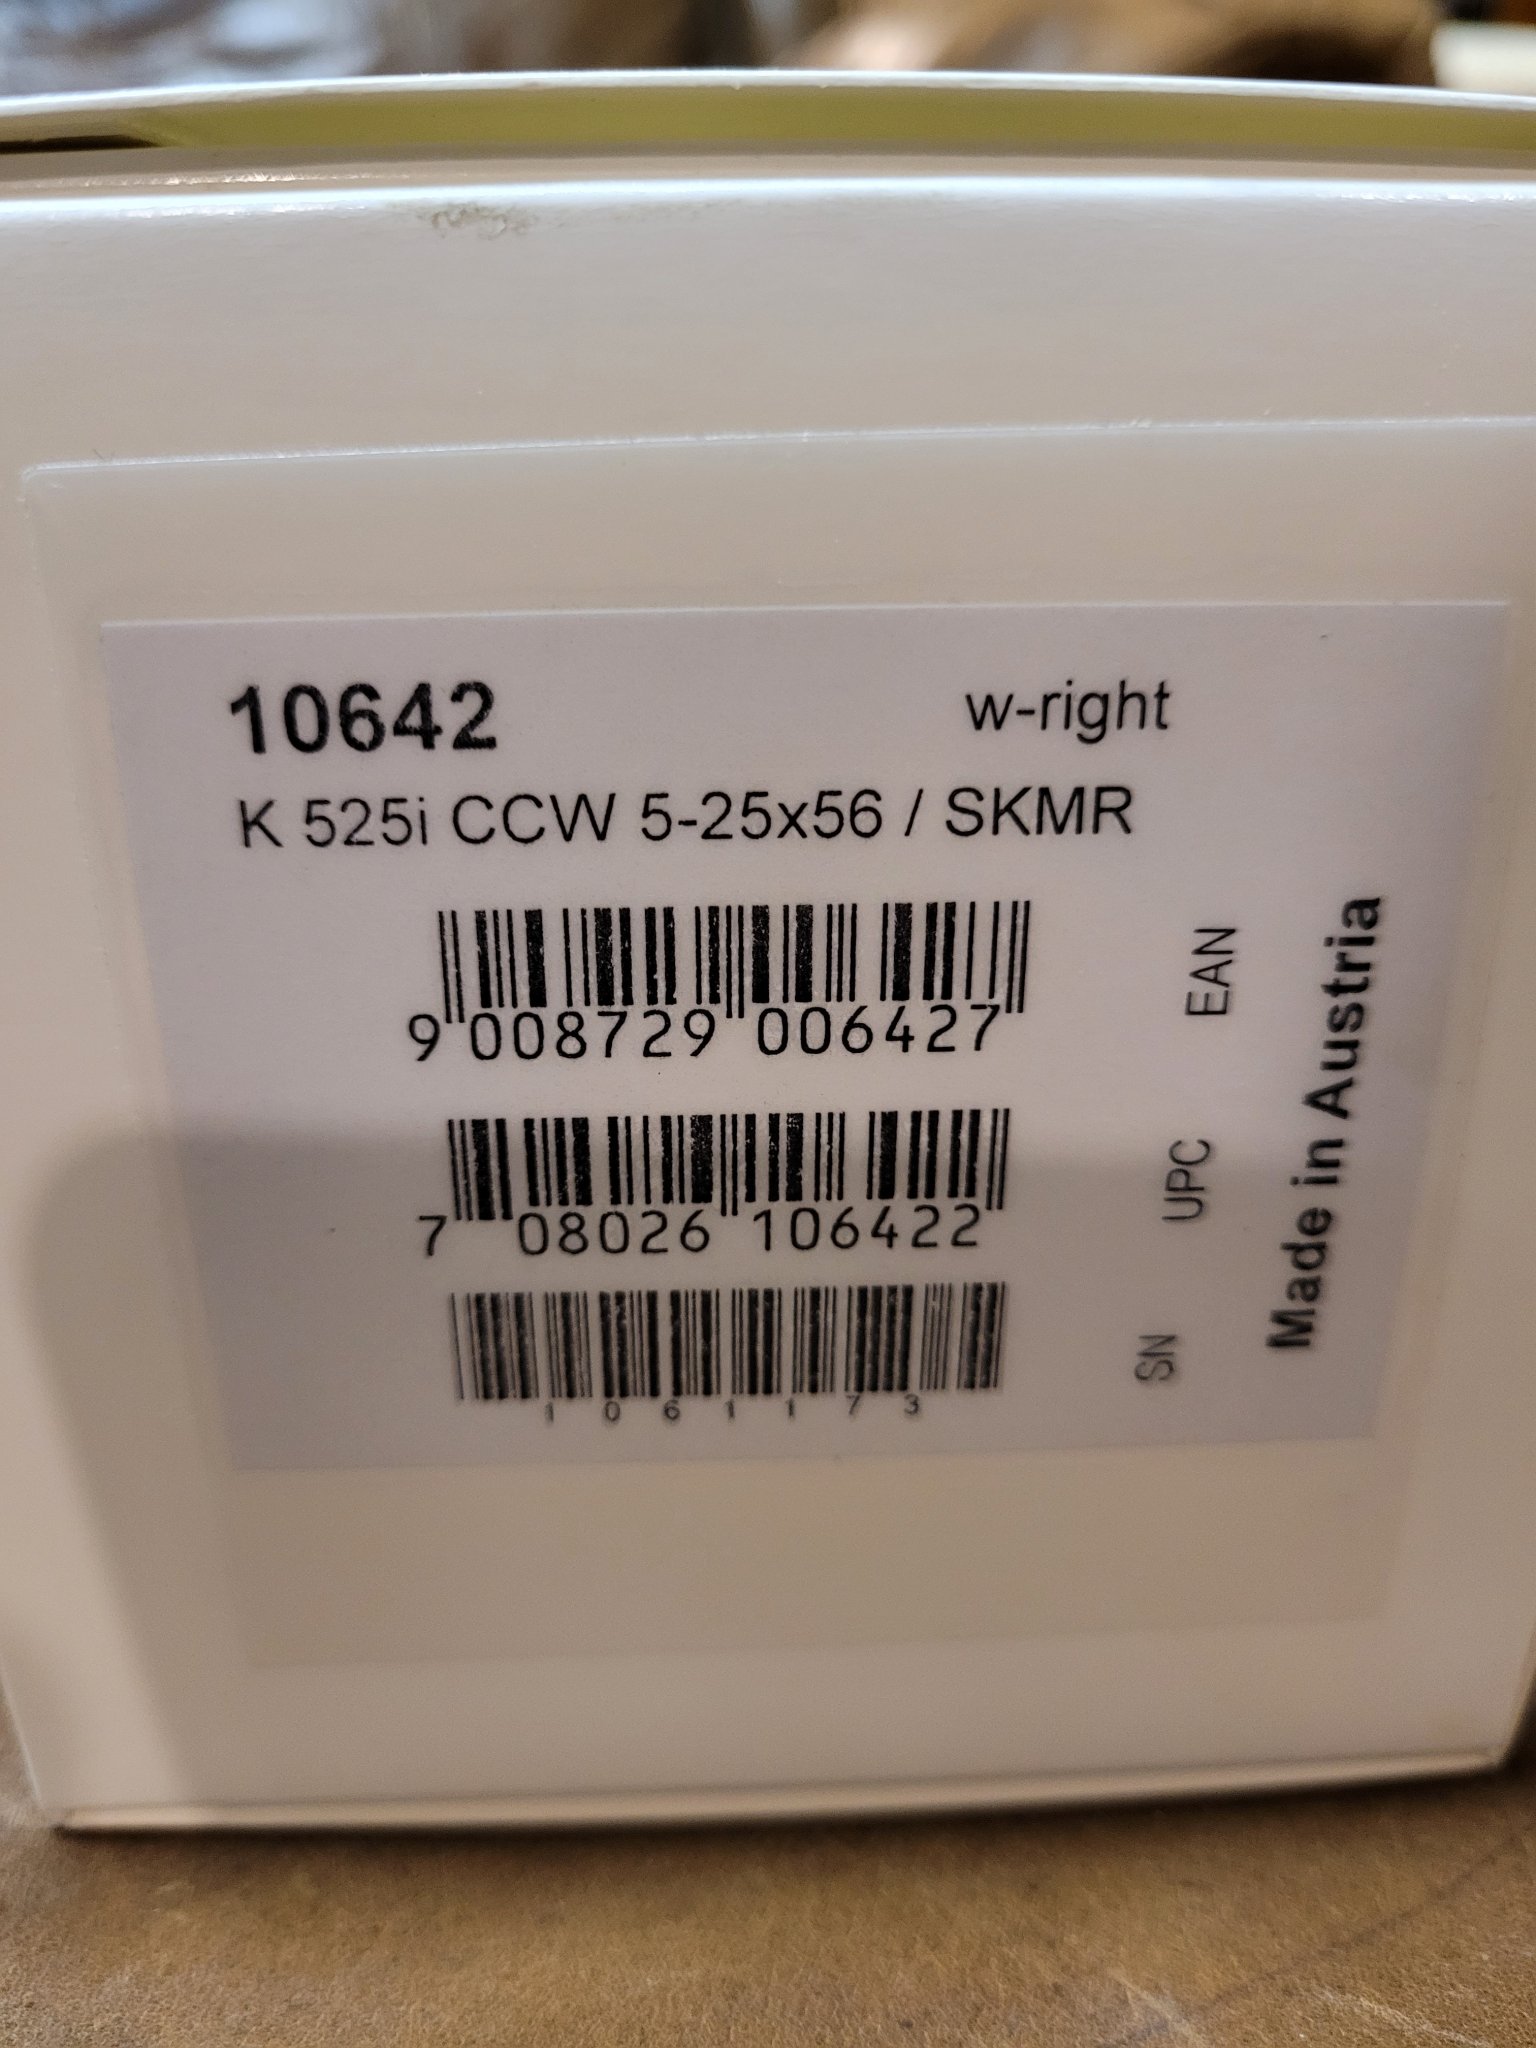 10642 w-right
K 525i CCW 5-25x56 / SKMR
9 008729 006427 EAN
7 08026 106422 UPC
1061173 SN
Made in Austria